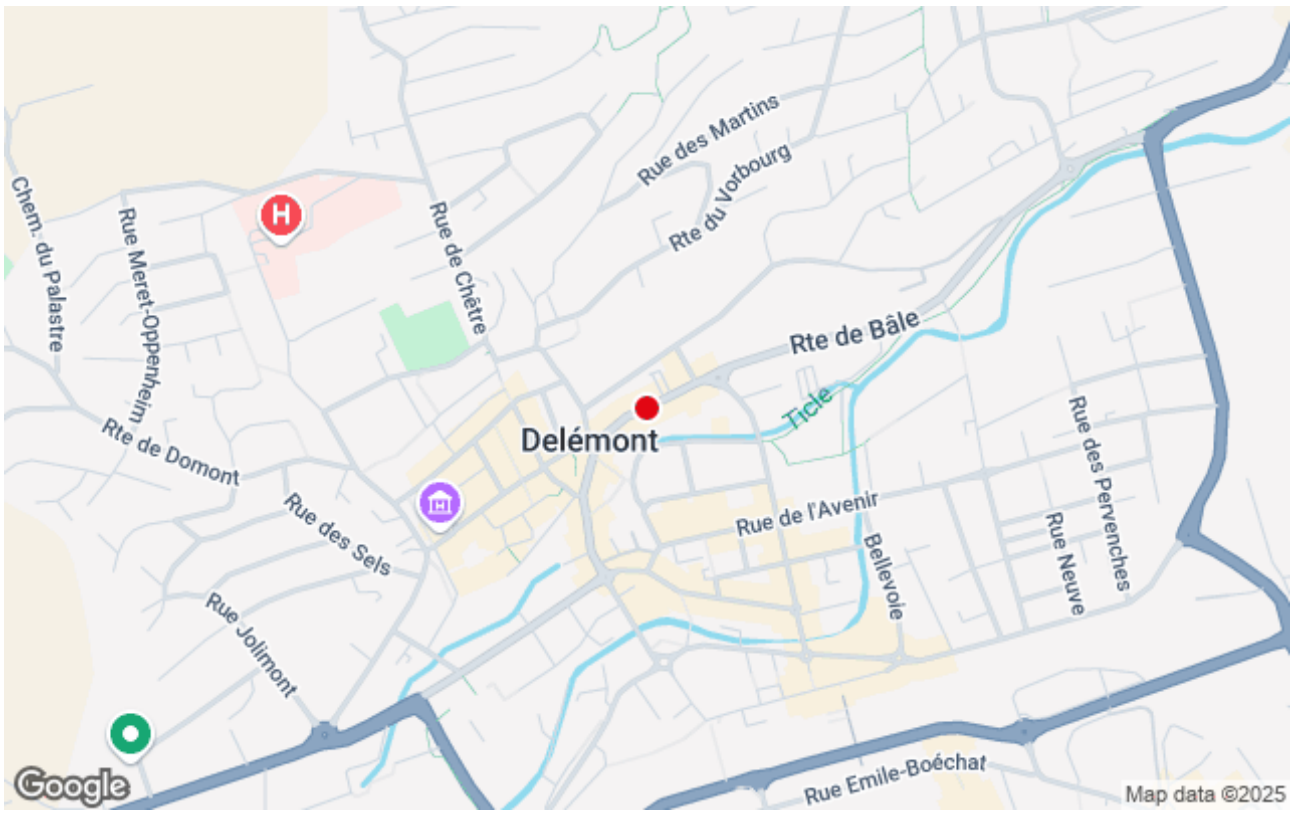 Rue des Martins
Rte du Vorbourg
Chem. du Palastre
Rue Meret-Oppenheim
H
Rue de Chêtre
Rte de Bâle
Ticle
Delémont
Rte de Domont
Rue des Sels
H
Rue de l'Avenir
Bellevoie
Rue Neuve
Rue des Pervenches
Rue Jolimont
Rue Emile-Boéchat
Google
Map data ©2025